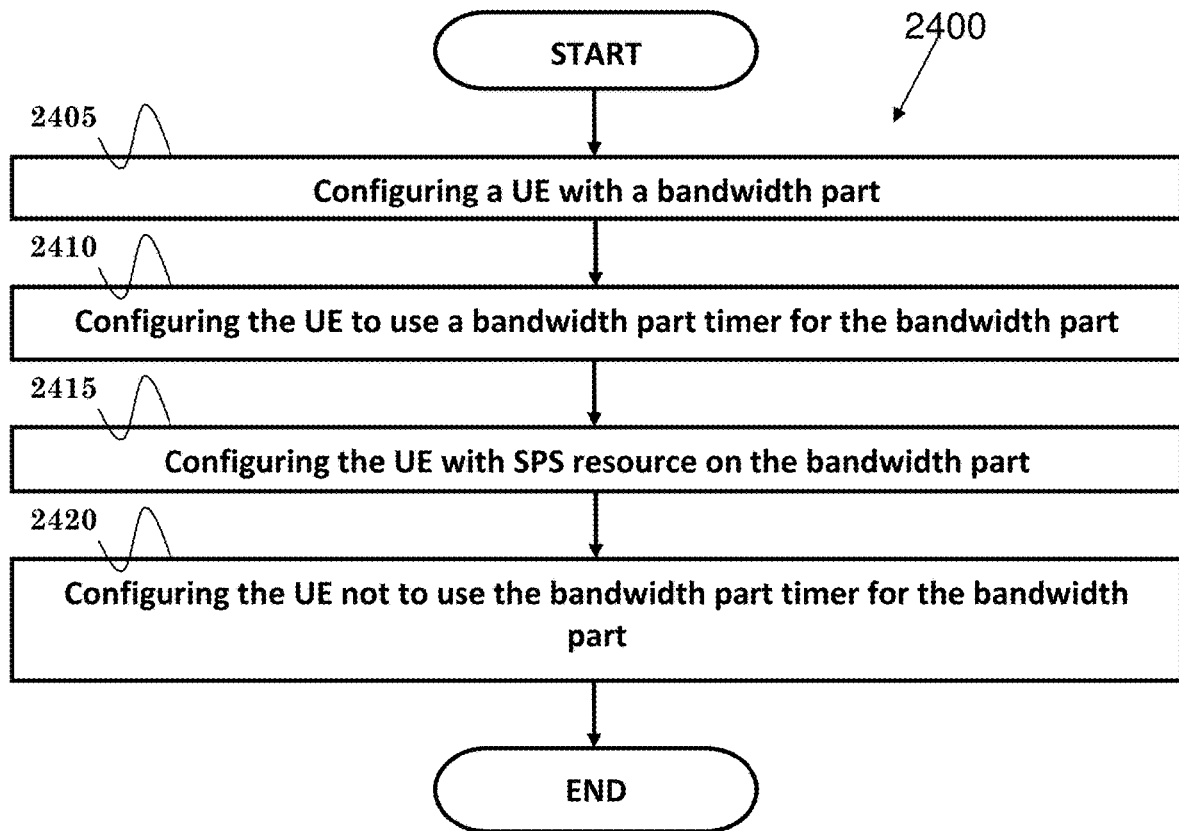 START
2400
2405
Configuring a UE with a bandwidth part
2410
Configuring the UE to use a bandwidth part timer for the bandwidth part
2415
Configuring the UE with SPS resource on the bandwidth part
2420
Configuring the UE not to use the bandwidth part timer for the bandwidth
part
END